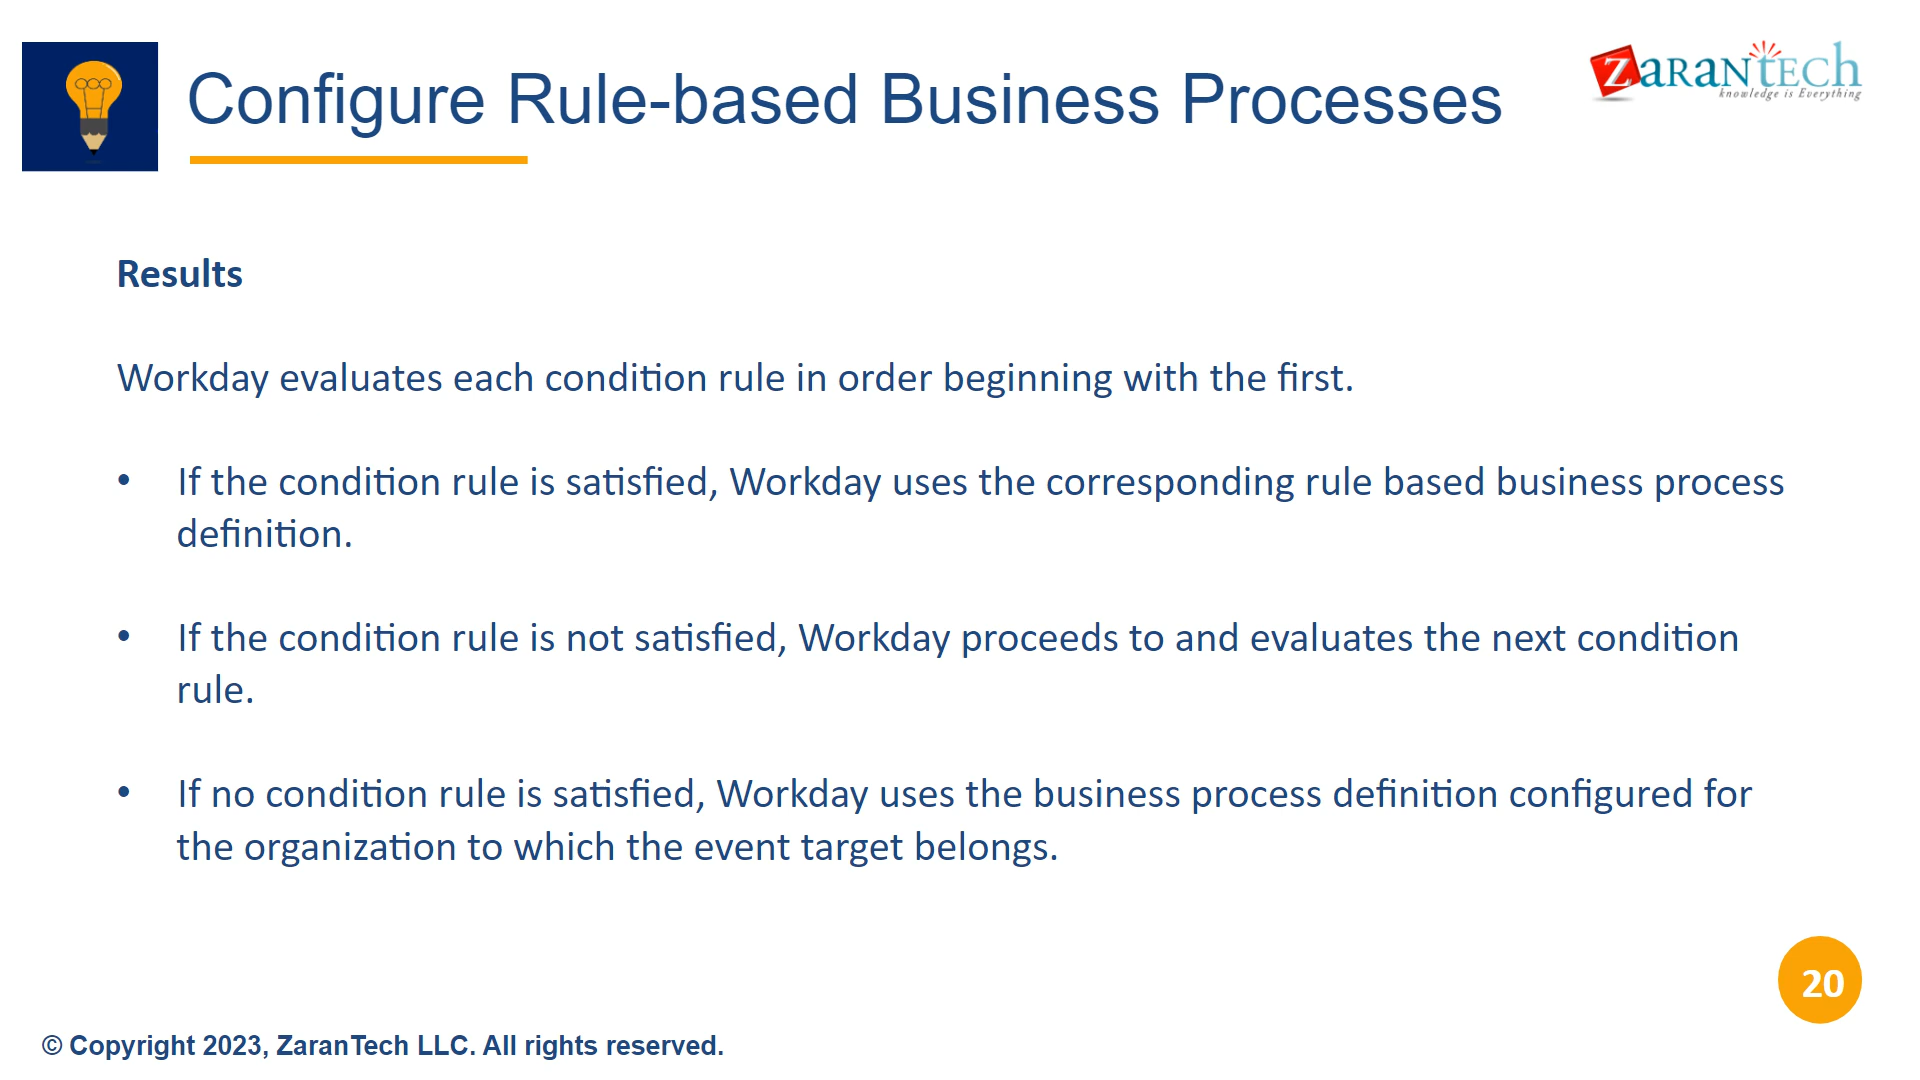 Configure Rule-based Business Processes
ZARANTECH
knowledge is Everything
Results
Workday evaluates each condition rule in order beginning with the first.
• If the condition rule is satisfied, Workday uses the corresponding rule based business process
definition.
• If the condition rule is not satisfied, Workday proceeds to and evaluates the next condition
rule.
• If no condition rule is satisfied, Workday uses the business process definition configured for
the organization to which the event target belongs.
20
© Copyright 2023, ZaranTech LLC. All rights reserved.